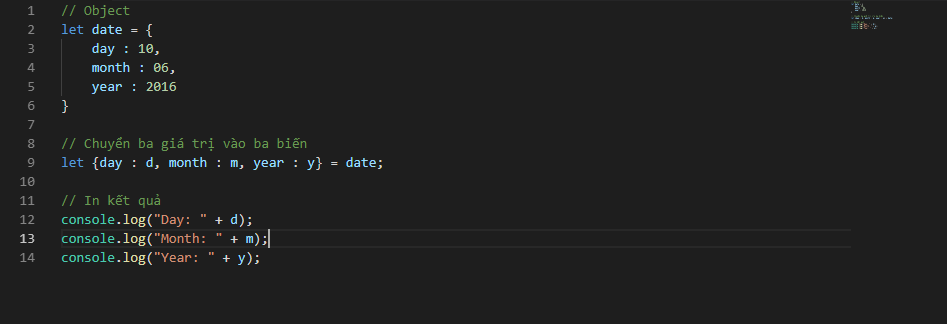 1 // Object
2 let date = {
3     day : 10,
4     month : 06,
5     year : 2016
6 }
7
8 // Chuyển ba giá trị vào ba biến
9 let {day : d, month : m, year : y} = date;
10
11 // In kết quả
12 console.log("Day: " + d);
13 console.log("Month: " + m);
14 console.log("Year: " + y);